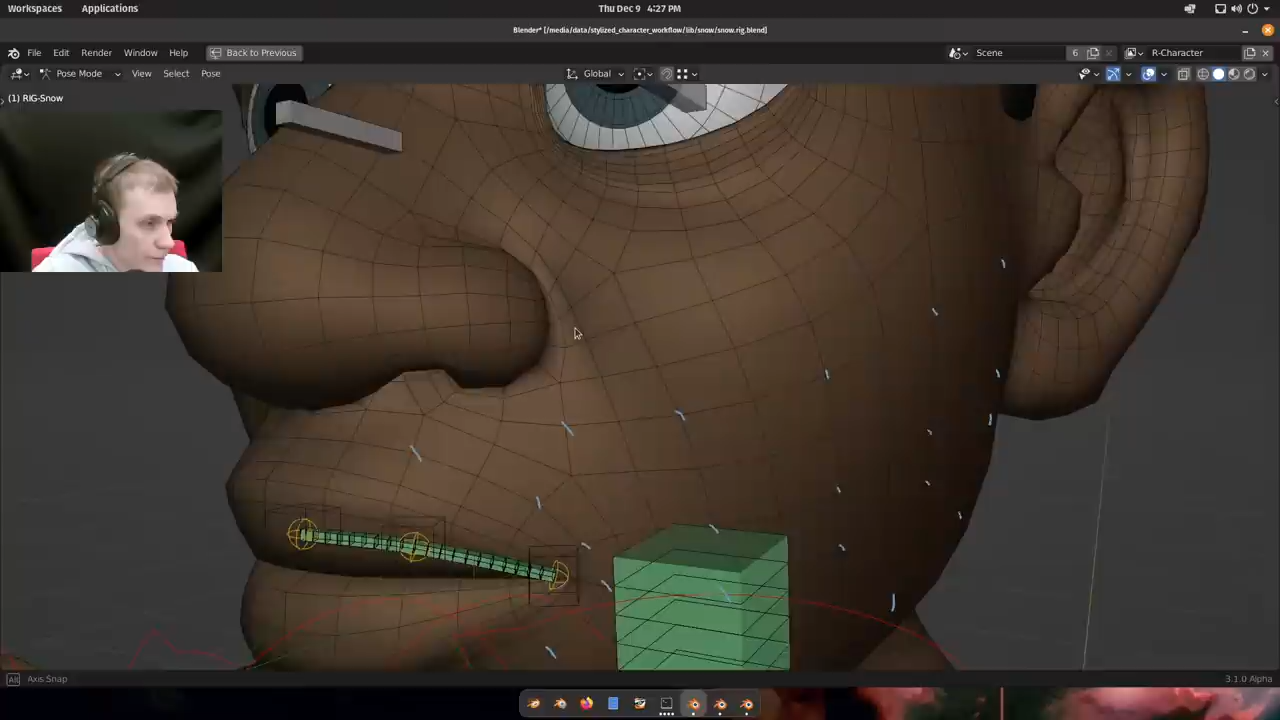 Workspaces Applications Thu Dec 9 4:27 PM
Blender* [/media/data/stylized_character_workflow/lib/snow/snow.rig.blend]
File Edit Render Window Help Back to Previous Scene 6 R-Character
Pose Mode View Select Pose Global
(1) RIG-Snow
Alt Axis Snap 3.1.0 Alpha